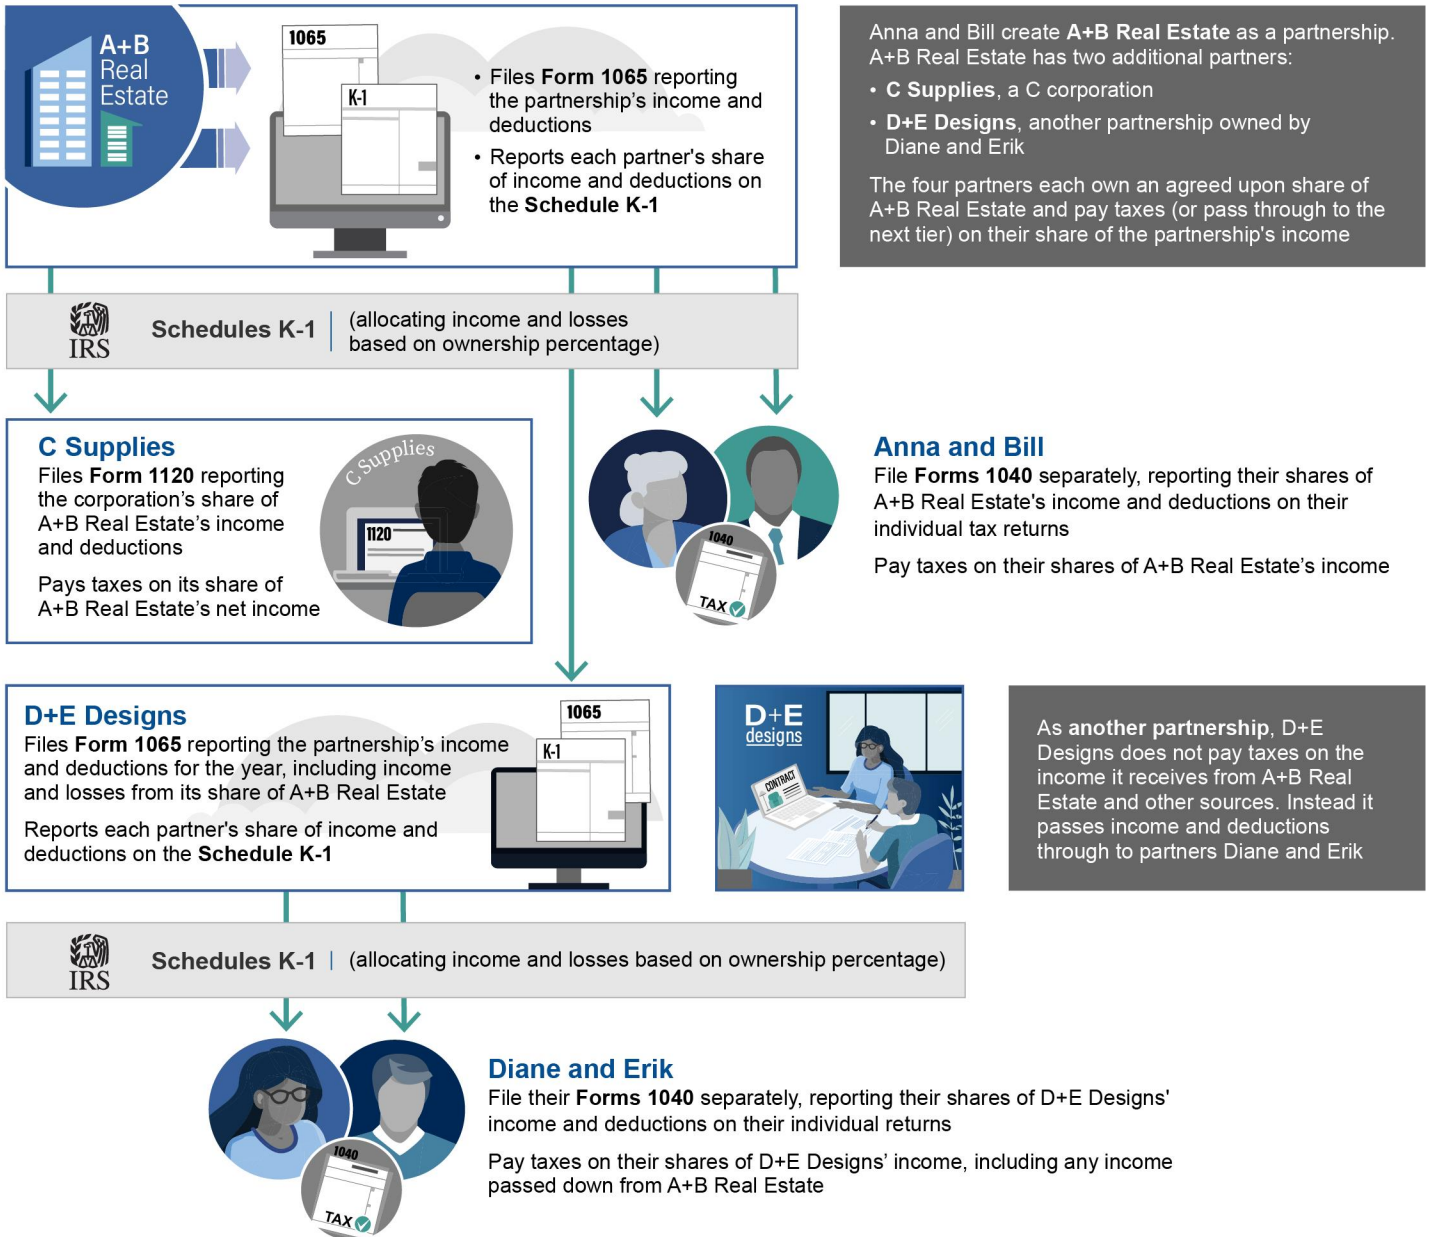 A+B
Real
Estate
1065
K-1
• Files Form 1065 reporting
the partnership's income and
deductions
• Reports each partner's share
of income and deductions on
the Schedule K-1
Anna and Bill create A+B Real Estate as a partnership.
A+B Real Estate has two additional partners:
• C Supplies, a C corporation
• D+E Designs, another partnership owned by
Diane and Erik
The four partners each own an agreed upon share of
A+B Real Estate and pay taxes (or pass through to the
next tier) on their share of the partnership's income
IRS
Schedules K-1
(allocating income and losses
based on ownership percentage)
C Supplies
Files Form 1120 reporting
the corporation's share of
A+B Real Estate's income
and deductions
Pays taxes on its share of
A+B Real Estate's net income
C Supplies
1120
1040
TAX
Anna and Bill
File Forms 1040 separately, reporting their shares of
A+B Real Estate's income and deductions on their
individual tax returns
Pay taxes on their shares of A+B Real Estate's income
D+E Designs
Files Form 1065 reporting the partnership's income
and deductions for the year, including income
and losses from its share of A+B Real Estate
Reports each partner's share of income and
deductions on the Schedule K-1
1065
K-1
D+E
designs
CONTRACT
As another partnership, D+E
Designs does not pay taxes on the
income it receives from A+B Real
Estate and other sources. Instead it
passes income and deductions
through to partners Diane and Erik
IRS
Schedules K-1
(allocating income and losses based on ownership percentage)
1040
TAX
Diane and Erik
File their Forms 1040 separately, reporting their shares of D+E Designs'
income and deductions on their individual returns
Pay taxes on their shares of D+E Designs' income, including any income
passed down from A+B Real Estate